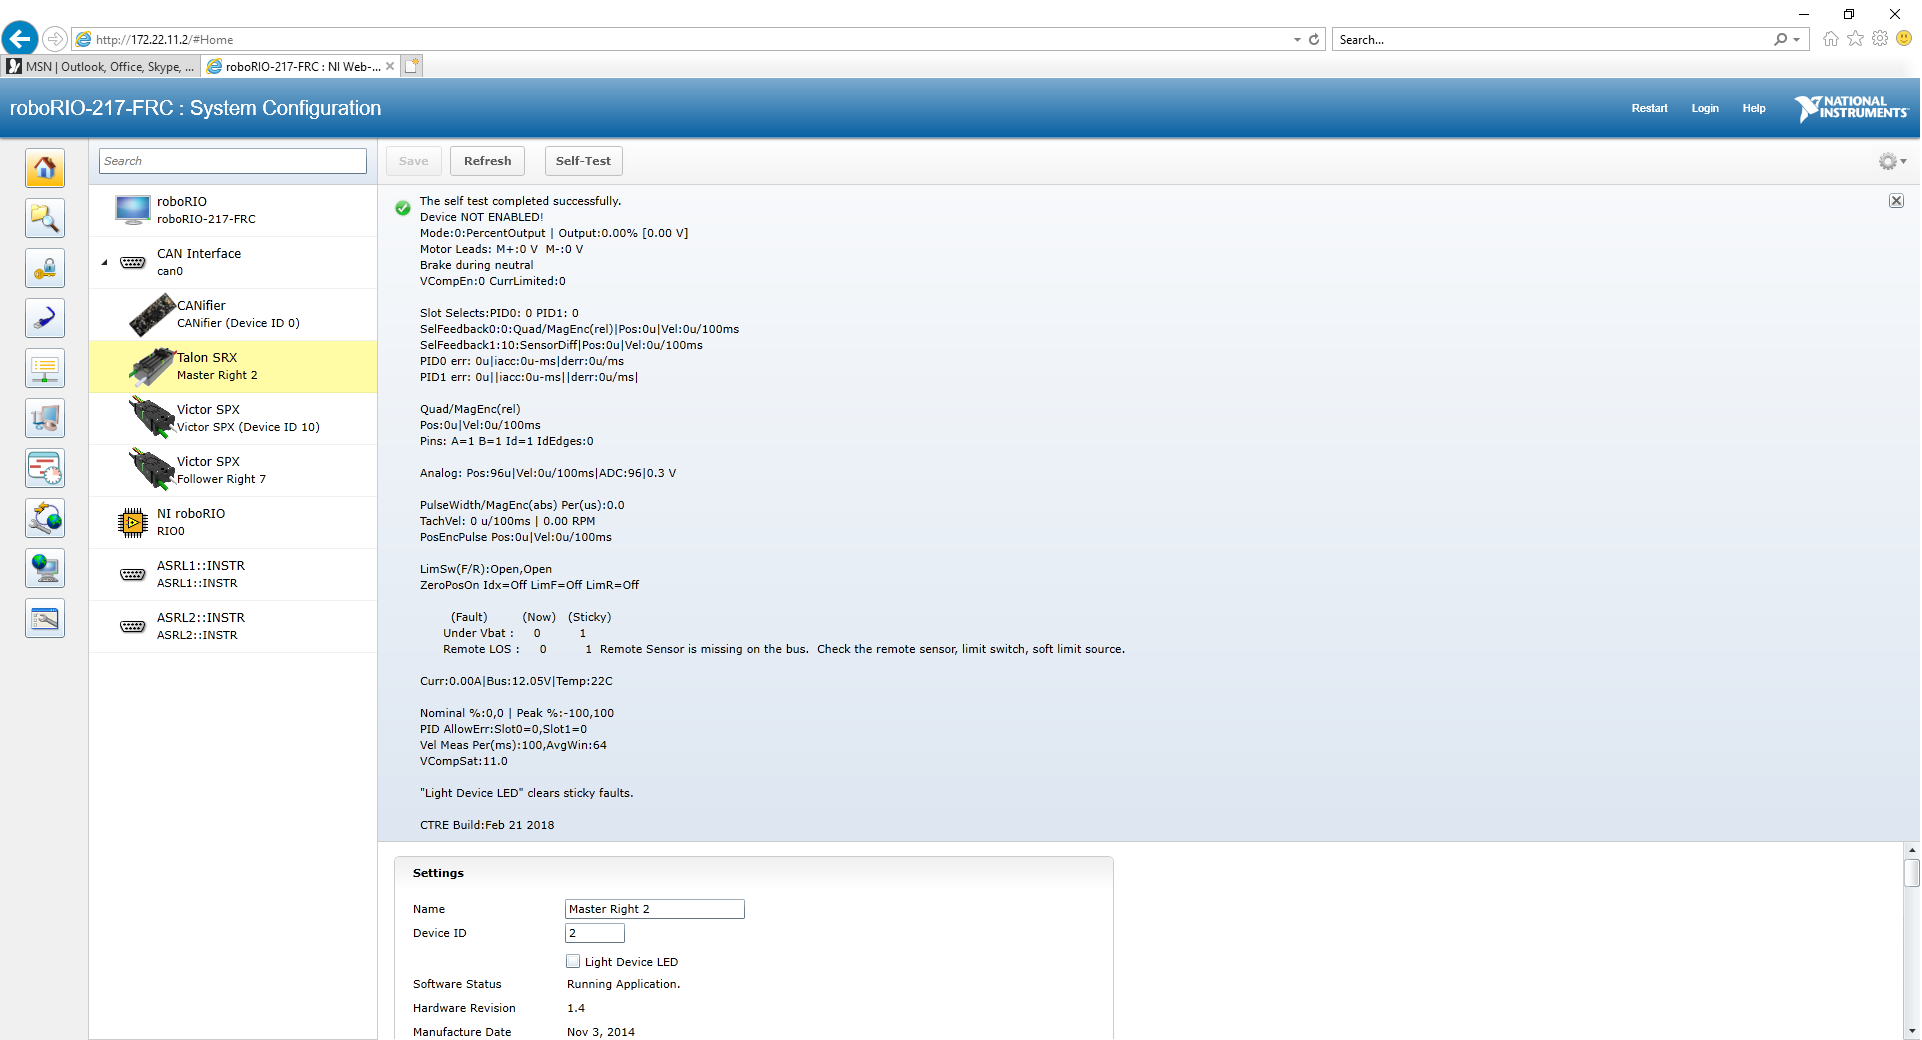 http://172.22.11.2/#Home
Search...
MSN | Outlook, Office, Skype, ...
roboRIO-217-FRC : NI Web-...
roboRIO-217-FRC : System Configuration
Restart
Login
Help
NATIONAL
INSTRUMENTS
Search
Save
Refresh
Self-Test
roboRIO
roboRIO-217-FRC
CAN Interface
can0
CANifier
CANifier (Device ID 0)
Talon SRX
Master Right 2
Victor SPX
Victor SPX (Device ID 10)
Victor SPX
Follower Right 7
NI roboRIO
RIO0
ASRL1::INSTR
ASRL1::INSTR
ASRL2::INSTR
ASRL2::INSTR
The self test completed successfully.
Device NOT ENABLED!
Mode:0:PercentOutput | Output:0.00% [0.00 V]
Motor Leads: M+:0 V  M-:0 V
Brake during neutral
VCompEn:0 CurrLimited:0
Slot Selects:PID0: 0 PID1: 0
SelFeedback0:0:Quad/MagEnc(rel)|Pos:0u|Vel:0u/100ms
SelFeedback1:10:SensorDiff|Pos:0u|Vel:0u/100ms
PID0 err: 0u|iacc:0u-ms|derr:0u/ms
PID1 err: 0u||iacc:0u-ms||derr:0u/ms|
Quad/MagEnc(rel)
Pos:0u|Vel:0u/100ms
Pins: A=1 B=1 Id=1 IdEdges:0
Analog: Pos:96u|Vel:0u/100ms|ADC:96|0.3 V
PulseWidth/MagEnc(abs) Per(us):0.0
TachVel: 0 u/100ms | 0.00 RPM
PosEncPulse Pos:0u|Vel:0u/100ms
LimSw(F/R):Open,Open
ZeroPosOn Idx=Off LimF=Off LimR=Off
(Fault) (Now) (Sticky)
Under Vbat : 0 1
Remote LOS : 0 1 Remote Sensor is missing on the bus.  Check the remote sensor, limit switch, soft limit source.
Curr:0.00A|Bus:12.05V|Temp:22C
Nominal %:0,0 | Peak %:-100,100
PID AllowErr:Slot0=0,Slot1=0
Vel Meas Per(ms):100,AvgWin:64
VCompSat:11.0
"Light Device LED" clears sticky faults.
CTRE Build:Feb 21 2018
Settings
Name Master Right 2
Device ID 2
Light Device LED
Software Status Running Application.
Hardware Revision 1.4
Manufacture Date Nov 3, 2014